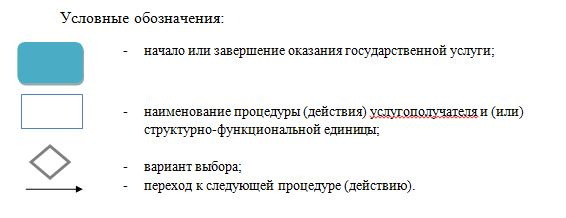 Условные обозначения:
- начало или завершение оказания государственной услуги;
- наименование процедуры (действия) услугополучателя и (или)
структурно-функциональной единицы;
- вариант выбора;
- переход к следующей процедуре (действию).